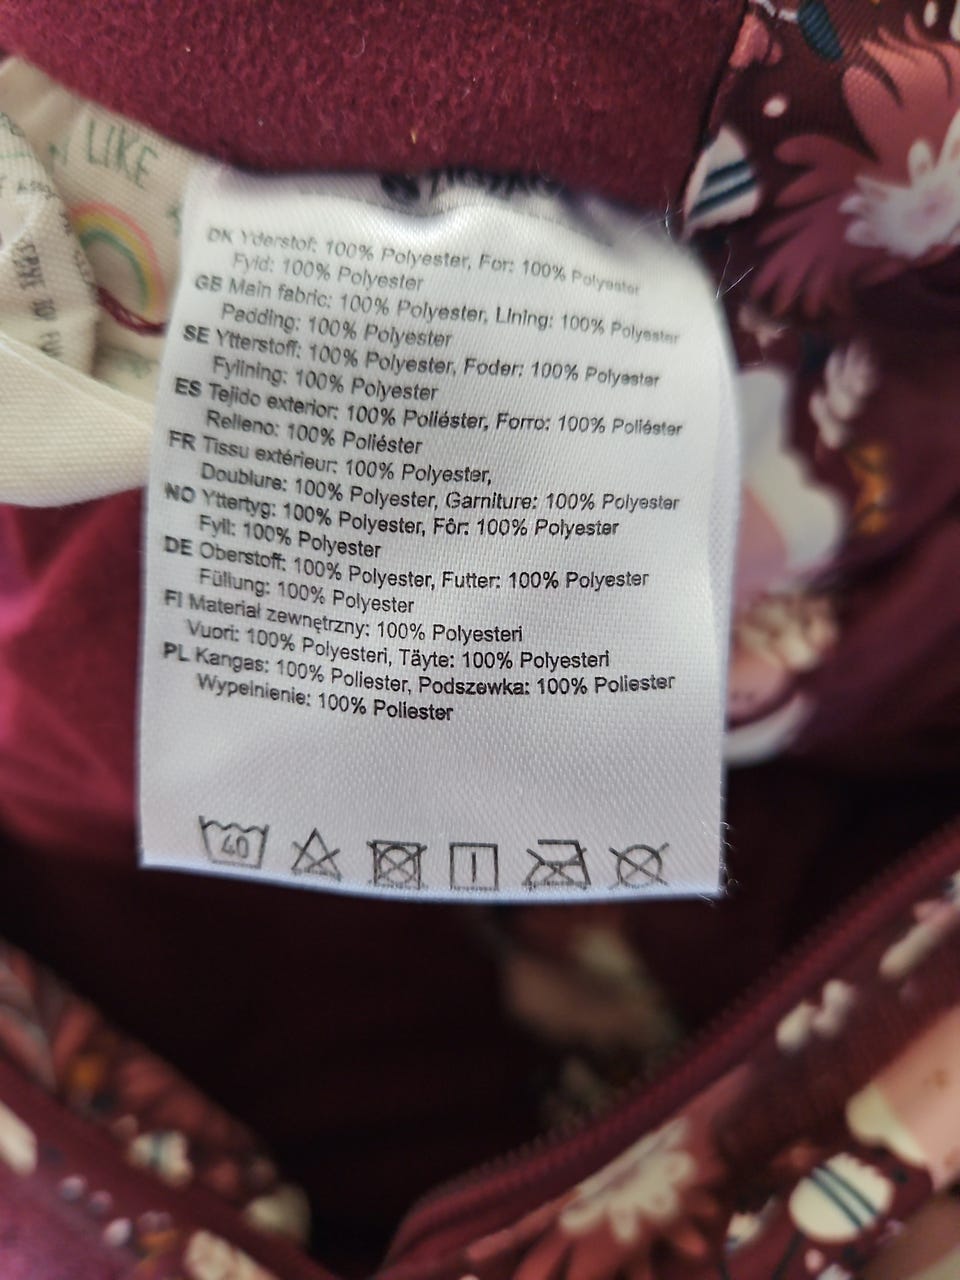 LIKE
DK Yderstof: 100% Polyester, For: 100% Polyester
Fyld: 100% Polyester
GB Main fabric: 100% Polyester, Lining: 100% Polyester
Padding: 100% Polyester
SE Ytterstoff: 100% Polyester, Foder: 100% Polyester
Fyllning: 100% Polyester
ES Tejido exterior: 100% Poliéster, Forro: 100% Poliéster
Relleno: 100% Poliéster
FR Tissu extérieur: 100% Polyester,
Doublure: 100% Polyester, Garniture: 100% Polyester
NO Yttertyg: 100% Polyester, Fôr: 100% Polyester
Fyll: 100% Polyester
DE Oberstoff: 100% Polyester, Futter: 100% Polyester
Füllung: 100% Polyester
FI Materiał zewnętrzny: 100% Polyesteri
Vuori: 100% Polyesteri, Täyte: 100% Polyesteri
PL Kangas: 100% Poliester, Podszewka: 100% Poliester
Wypełnienie: 100% Poliester
40